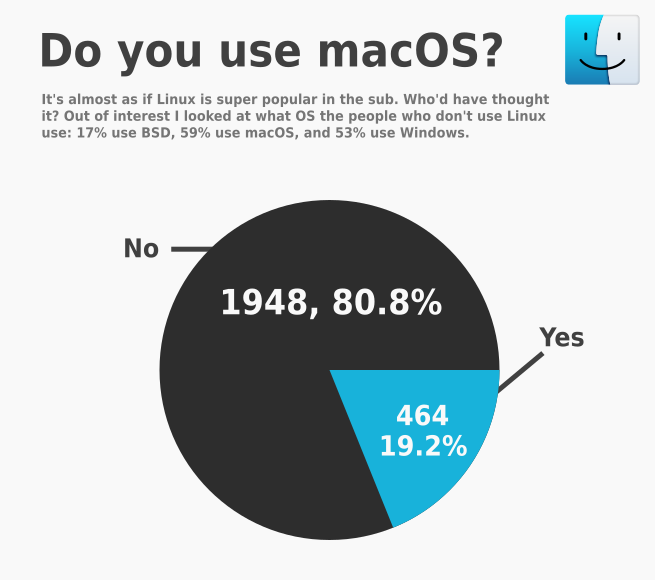 Do you use macOS?
It's almost as if Linux is super popular in the sub. Who'd have thought
it? Out of interest I looked at what OS the people who don't use Linux
use: 17% use BSD, 59% use macOS, and 53% use Windows.
No
1948, 80.8%
Yes
464
19.2%